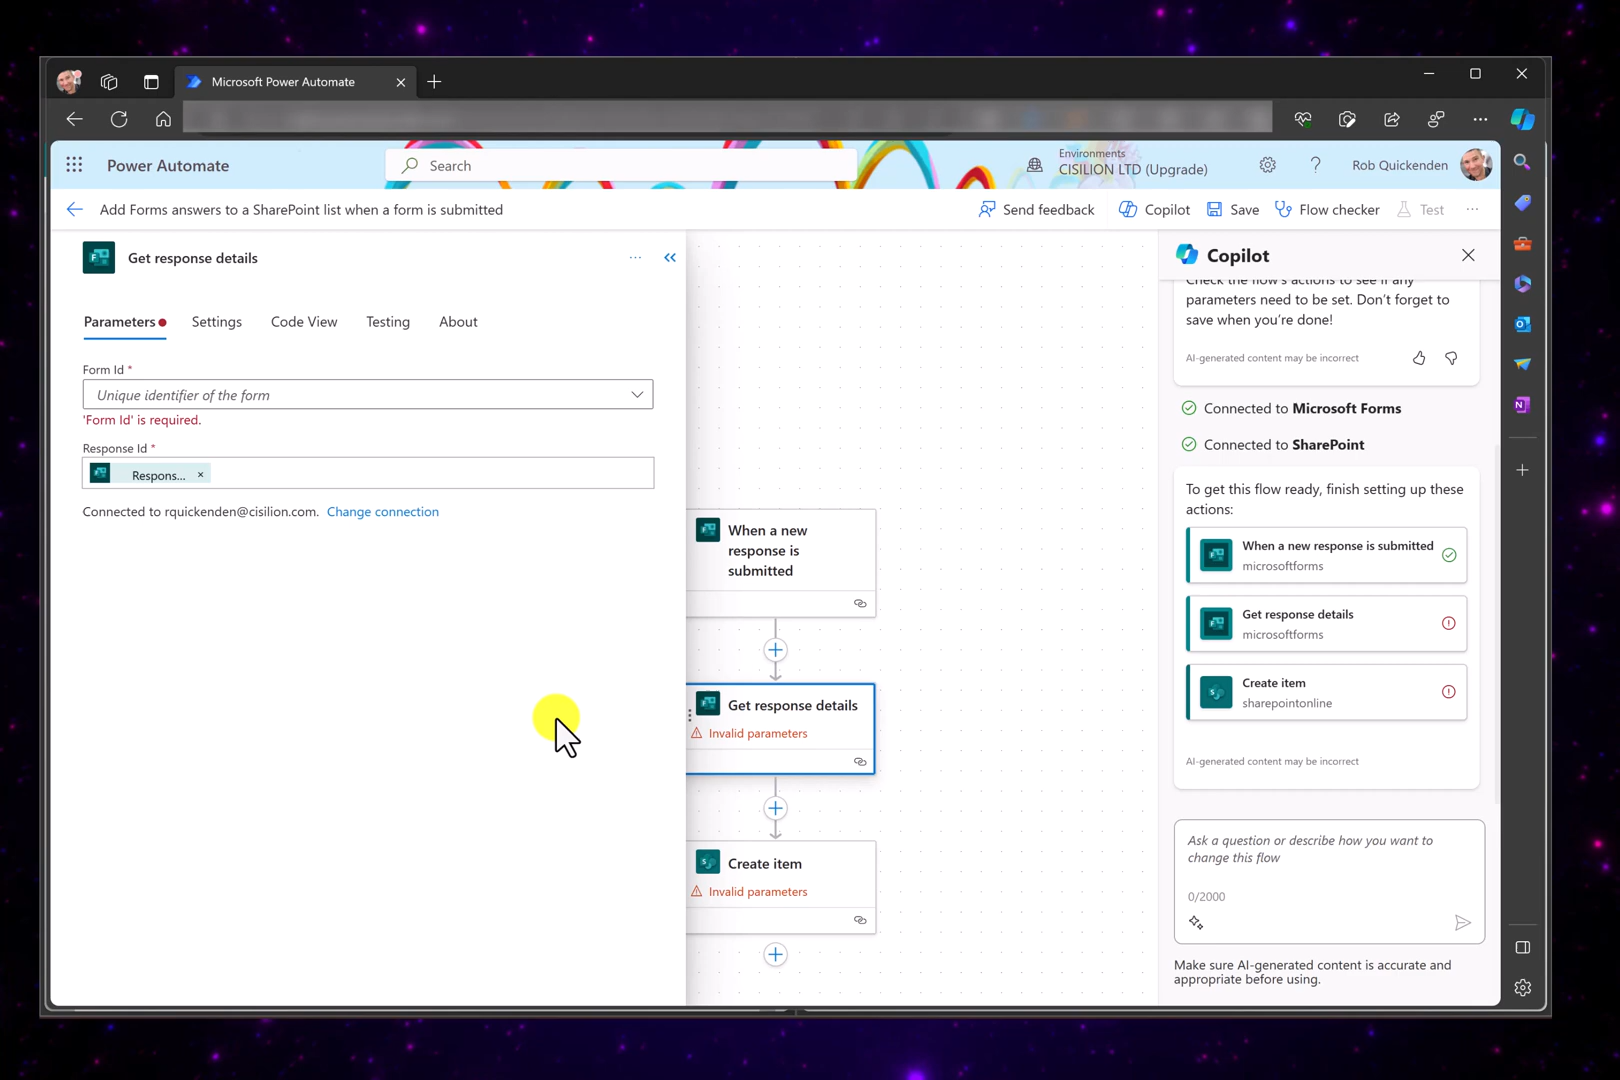 Microsoft Power Automate
Power Automate
Search
Environments
CISILION LTD (Upgrade)
Rob Quickenden
Add Forms answers to a SharePoint list when a form is submitted
Send feedback
Copilot
Save
Flow checker
Test
Get response details
Parameters
Settings
Code View
Testing
About
Form Id *
Unique identifier of the form
'Form Id' is required.
Response Id *
Respons...
Connected to rquickenden@cisilion.com. Change connection
When a new
response is
submitted
Get response details
Invalid parameters
Create item
Invalid parameters
Copilot
Check the flow's actions to see if any
parameters need to be set. Don't forget to
save when you're done!
AI-generated content may be incorrect
Connected to Microsoft Forms
Connected to SharePoint
To get this flow ready, finish setting up these
actions:
When a new response is submitted
microsoftforms
Get response details
microsoftforms
Create item
sharepointonline
AI-generated content may be incorrect
Ask a question or describe how you want to
change this flow
0/2000
Make sure AI-generated content is accurate and
appropriate before using.